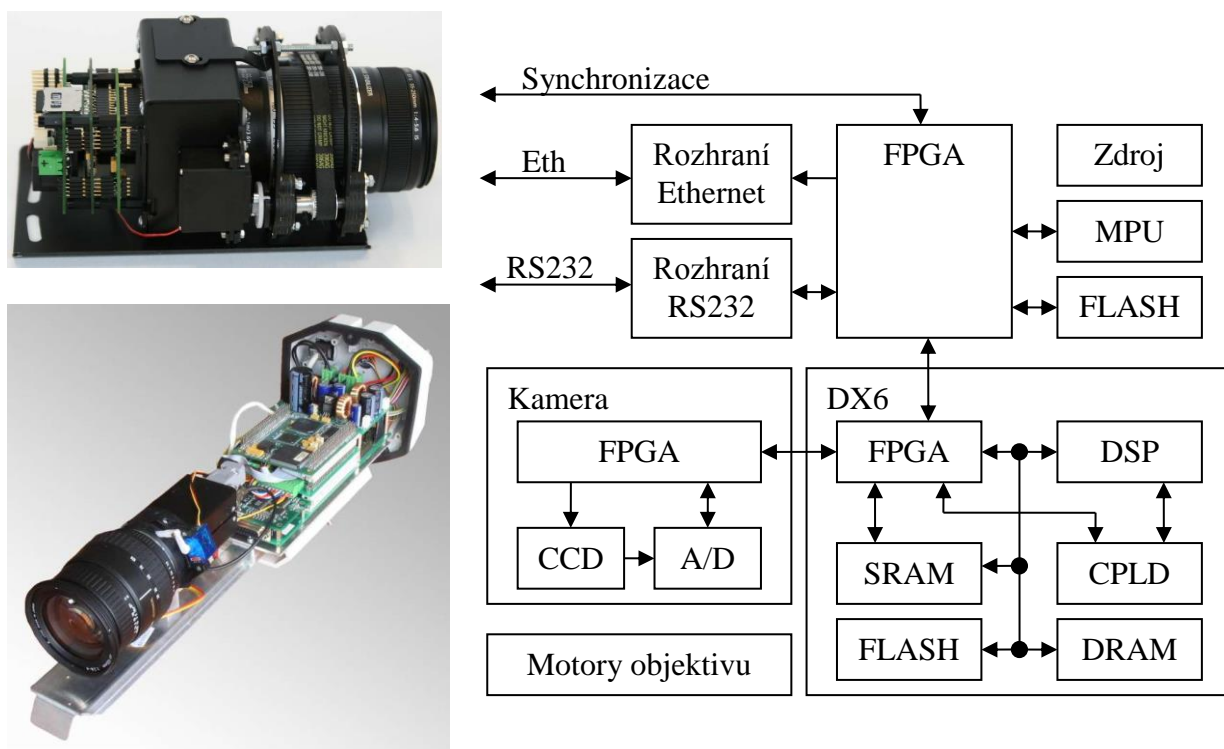 Synchronizace
Eth
RS232
Rozhraní
Ethernet
Rozhraní
RS232
FPGA
Zdroj
MPU
FLASH
Kamera
FPGA
CCD
A/D
Motory objektivu
DX6
FPGA
DSP
SRAM
CPLD
FLASH
DRAM